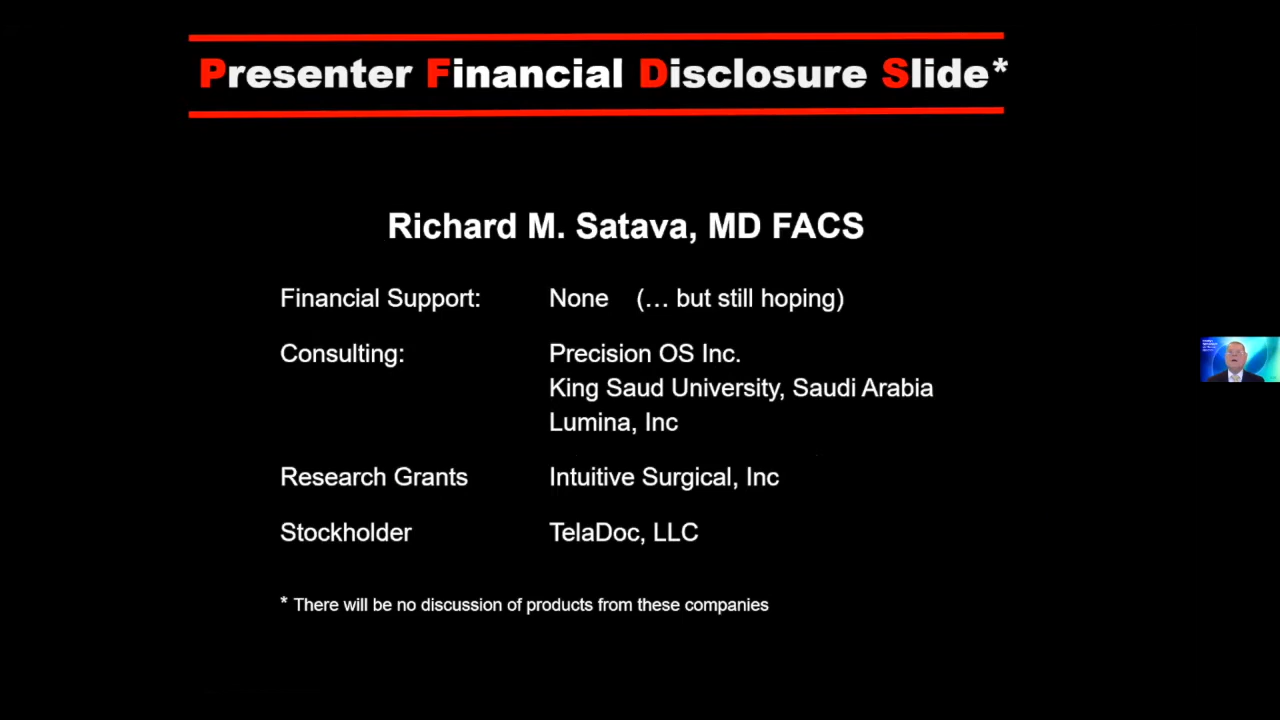 Presenter Financial Disclosure Slide*
Richard M. Satava, MD FACS
Financial Support: None (… but still hoping)
Consulting: Precision OS Inc.
King Saud University, Saudi Arabia
Lumina, Inc
Research Grants Intuitive Surgical, Inc
Stockholder TelaDoc, LLC
* There will be no discussion of products from these companies